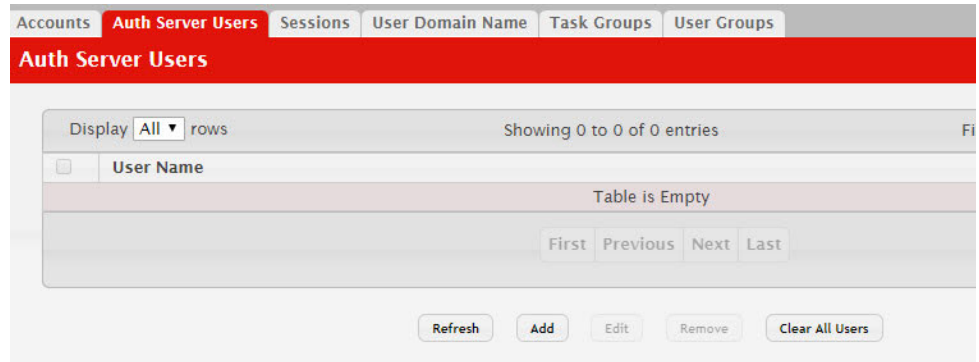 Accounts Auth Server Users Sessions User Domain Name Task Groups User Groups
Auth Server Users
Display All rows Showing 0 to 0 of 0 entries
User Name
Table is Empty
First Previous Next Last
Refresh Add Edit Remove Clear All Users